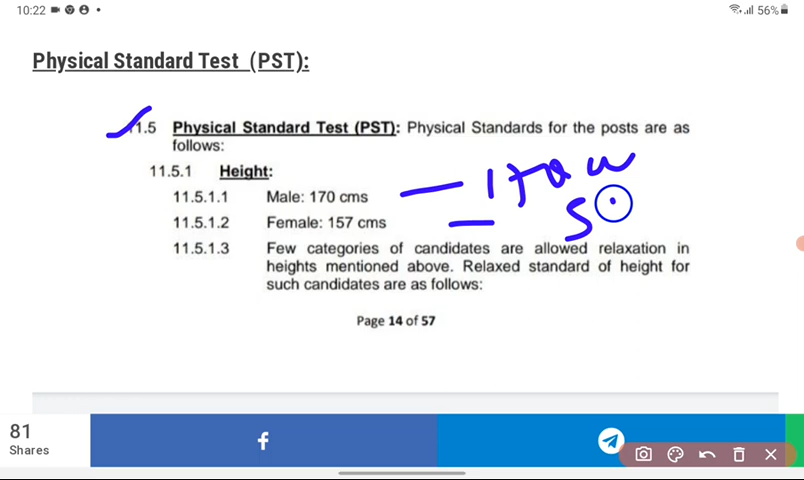 10:22
56%
Physical Standard Test (PST):
11.5 Physical Standard Test (PST): Physical Standards for the posts are as
follows:
11.5.1 Height:
11.5.1.1 Male: 170 cms
11.5.1.2 Female: 157 cms
11.5.1.3 Few categories of candidates are allowed relaxation in
heights mentioned above. Relaxed standard of height for
such candidates are as follows:
Page 14 of 57
81
Shares
f